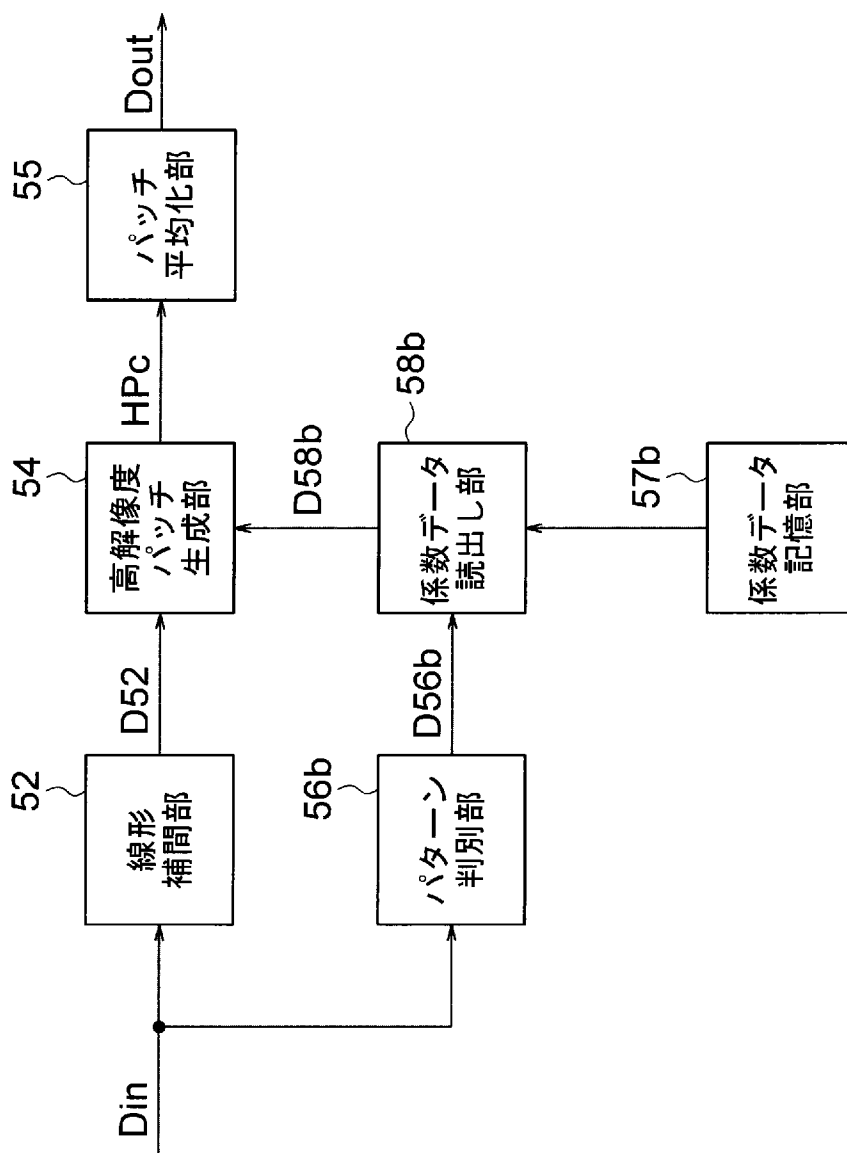 Din
52
線形
補間部
D52
54
高解像度
パッチ
生成部
HPc
55
パッチ
平均化部
Dout
56b
パターン
判別部
D56b
58b
係数データ
読出し部
D58b
57b
係数データ
記憶部